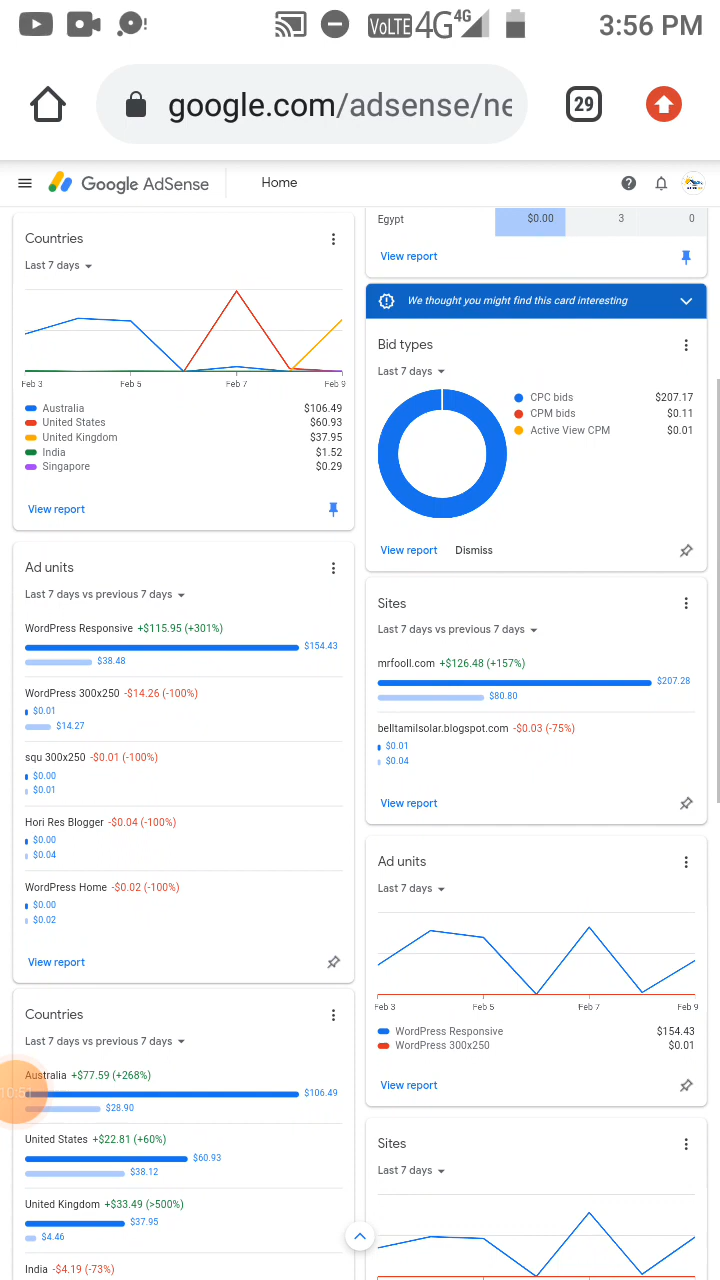 VoLTE 4G 4G 3:56 PM
google.com/adsense/ne
29
Google AdSense Home
Countries
Last 7 days
Feb 3 Feb 5 Feb 7 Feb 9
Australia $106.49
United States $60.93
United Kingdom $37.95
India $1.52
Singapore $0.29
View report
Ad units
Last 7 days vs previous 7 days
WordPress Responsive +$115.95 (+301%)
$154.43
$38.48
WordPress 300x250 -$14.26 (-100%)
$0.01
$14.27
squ 300x250 -$0.01 (-100%)
$0.00
$0.01
Hori Res Blogger -$0.04 (-100%)
$0.00
$0.04
WordPress Home -$0.02 (-100%)
$0.00
$0.02
View report
Countries
Last 7 days vs previous 7 days
Australia +$77.59 (+268%)
$106.49
$28.90
United States +$22.81 (+60%)
$60.93
$38.12
United Kingdom +$33.49 (>500%)
$37.95
$4.46
India -$4.19 (-73%)
Egypt $0.00 3 0
View report
We thought you might find this card interesting
Bid types
Last 7 days
CPC bids $207.17
CPM bids $0.11
Active View CPM $0.01
View report Dismiss
Sites
Last 7 days vs previous 7 days
mrfooll.com +$126.48 (+157%)
$207.28
$80.80
belltamilsolar.blogspot.com -$0.03 (-75%)
$0.01
$0.04
View report
Ad units
Last 7 days
Feb 3 Feb 5 Feb 7 Feb 9
WordPress Responsive $154.43
WordPress 300x250 $0.01
View report
Sites
Last 7 days